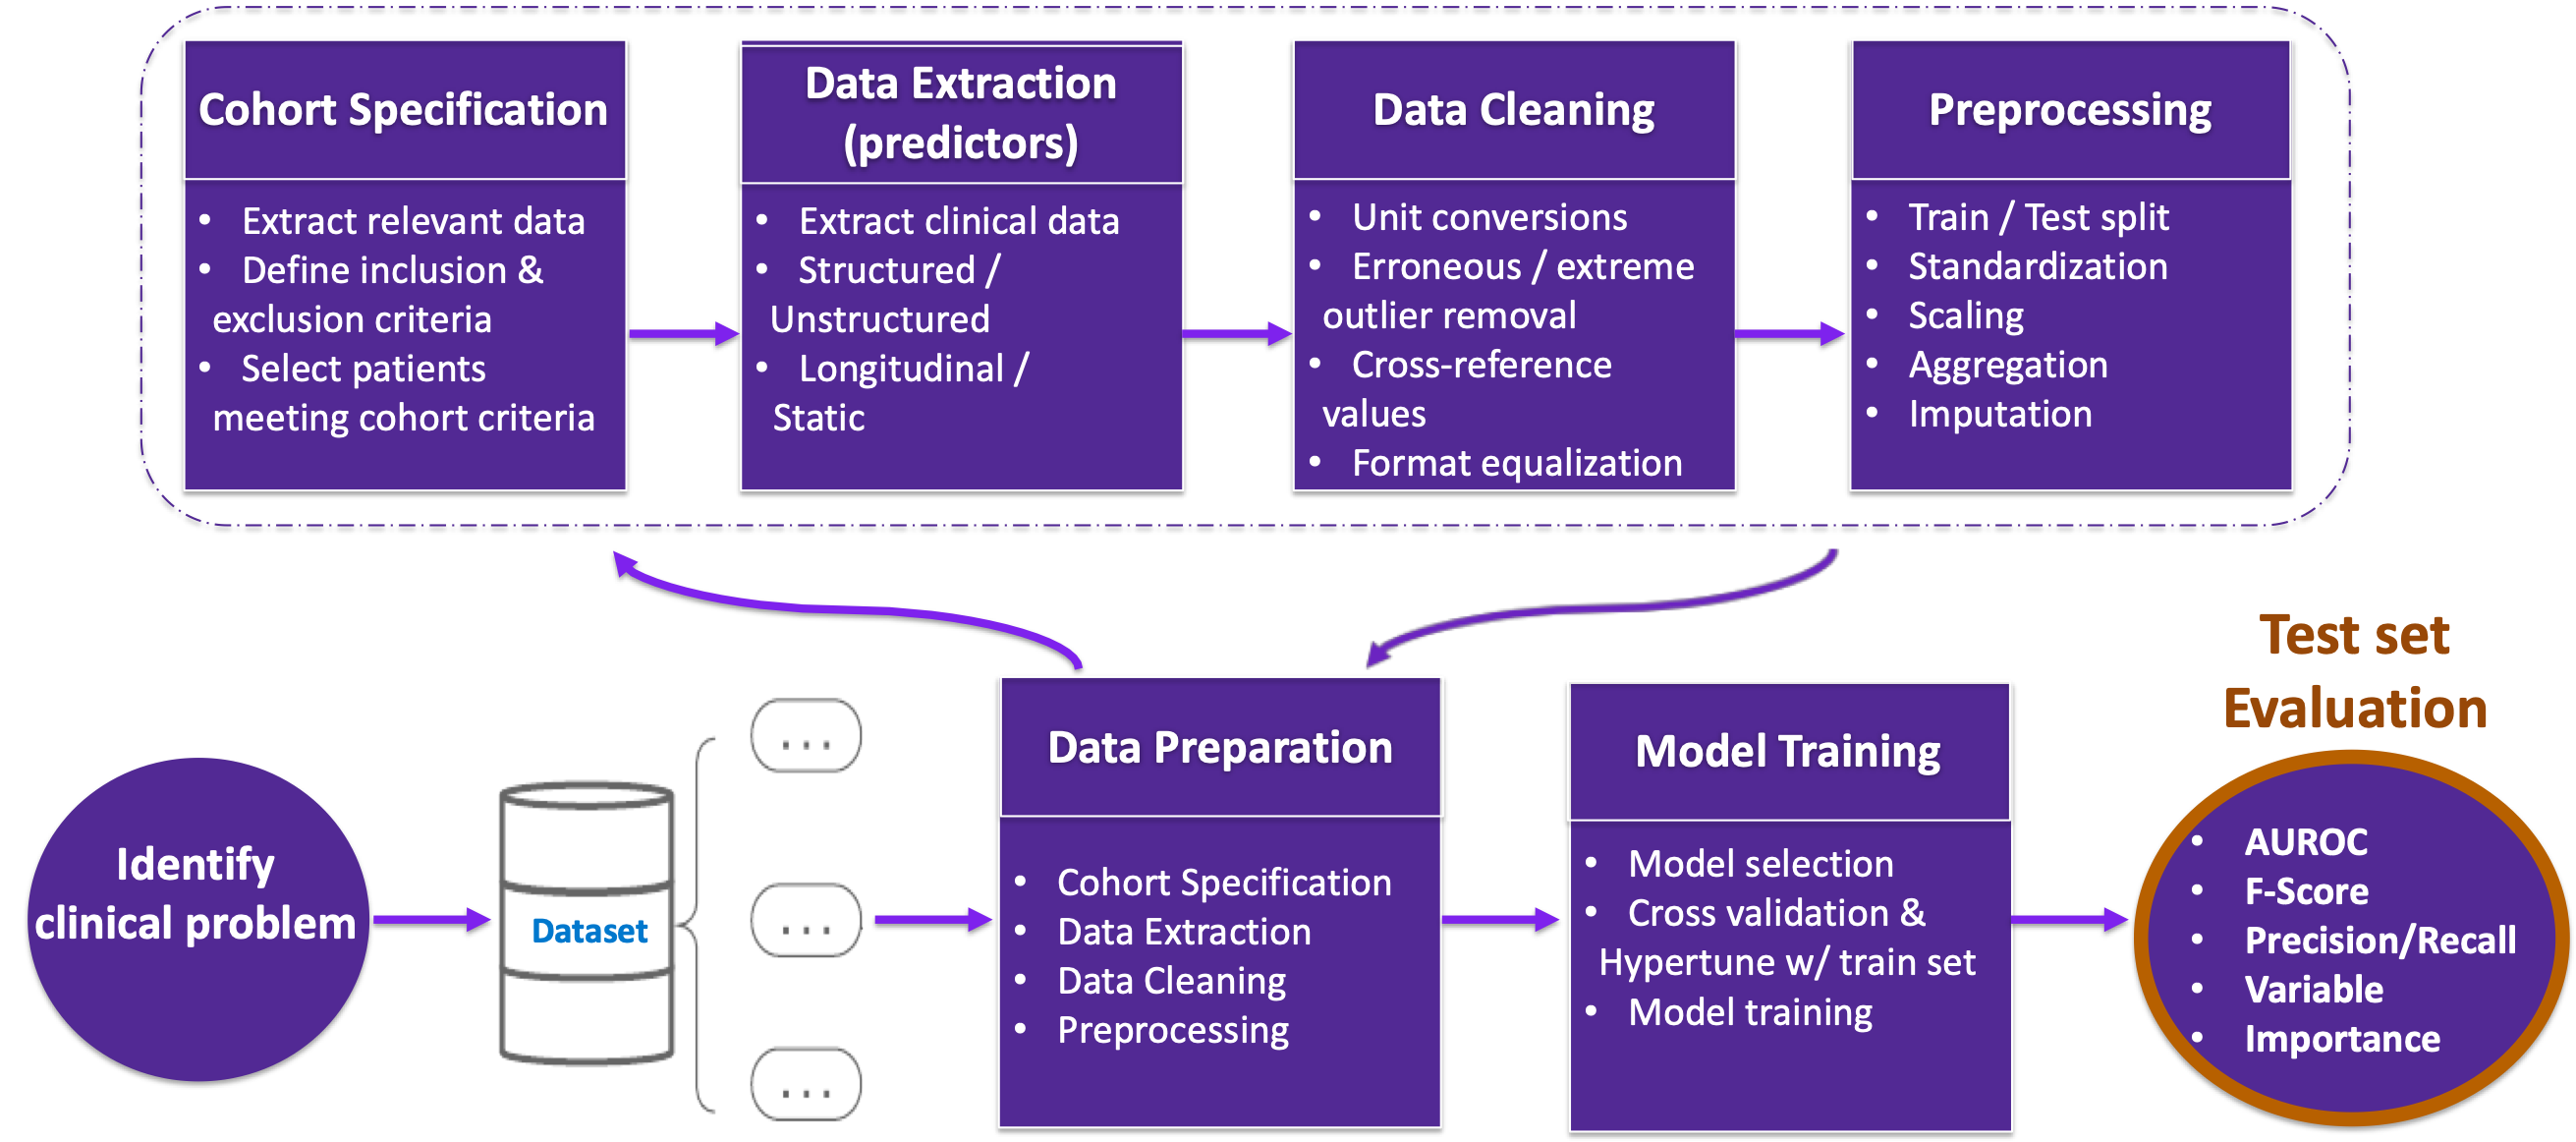 Cohort Specification
• Extract relevant data
• Define inclusion &
exclusion criteria
• Select patients
meeting cohort criteria
Data Extraction
(predictors)
• Extract clinical data
• Structured /
Unstructured
• Longitudinal /
Static
Data Cleaning
• Unit conversions
• Erroneous / extreme
outlier removal
• Cross-reference
values
• Format equalization
Preprocessing
• Train / Test split
• Standardization
• Scaling
• Aggregation
• Imputation
Identify
clinical problem
Dataset
...
...
...
Data Preparation
• Cohort Specification
• Data Extraction
• Data Cleaning
• Preprocessing
Model Training
• Model selection
• Cross validation &
Hypertune w/ train set
• Model training
Test set
Evaluation
• AUROC
• F-Score
• Precision/Recall
• Variable
• Importance